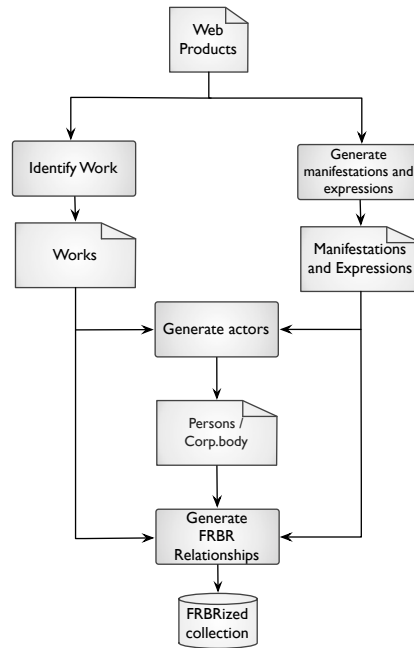 Web
Products
Identify Work
Generate
manifestations and
expressions
Works
Manifestations
and Expressions
Generate actors
Persons /
Corp.body
Generate
FRBR
Relationships
FRBRized
collection